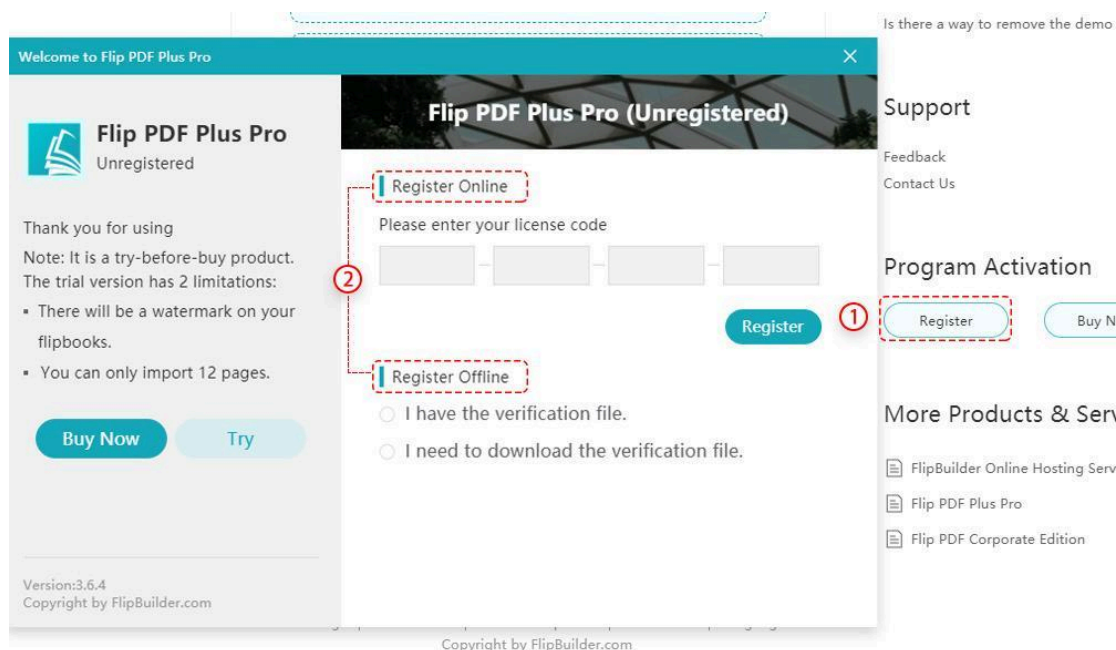 Is there a way to remove the demo
Welcome to Flip PDF Plus Pro
Flip PDF Plus Pro
Unregistered
Thank you for using
Note: It is a try-before-buy product.
The trial version has 2 limitations:
▪ There will be a watermark on your
flipbooks.
▪ You can only import 12 pages.
Buy Now
Try
Version:3.6.4
Copyright by FlipBuilder.com
Flip PDF Plus Pro (Unregistered)
Register Online
Please enter your license code
2
Register
Register Offline
I have the verification file.
I need to download the verification file.
Support
Feedback
Contact Us
Program Activation
1
Register
Buy N
More Products & Serv
FlipBuilder Online Hosting Serv
Flip PDF Plus Pro
Flip PDF Corporate Edition
Copyright by FlipBuilder.com